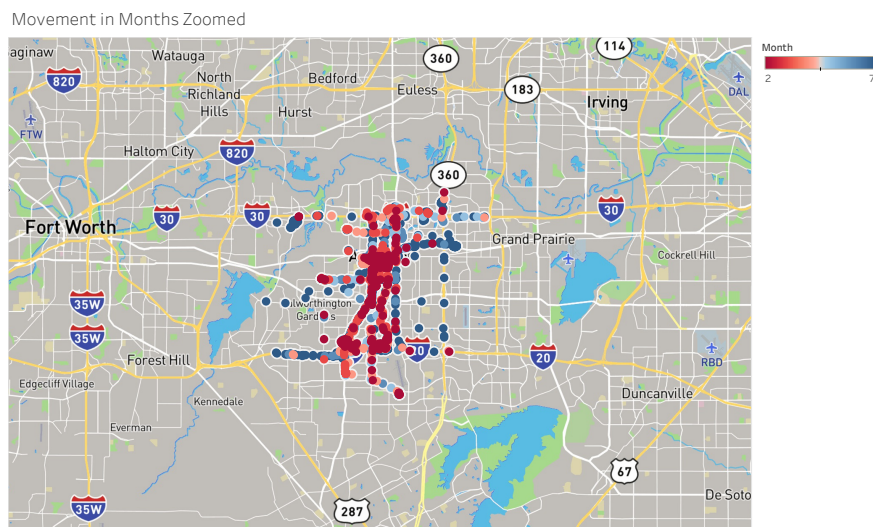 Movement in Months Zoomed
Month
2
7
aginaw
Watauga
360
114
820
North
Richland
Hills
Bedford
Euless
183
Irving
DAL
FTW
Hurst
Haltom City
820
360
30
30
30
Fort Worth
Grand Prairie
Cockrell Hill
35W
35W
worthington
Forest Hill
20
20
RBD
Edgecliff Village
Kennedale
Duncanville
Everman
67
35W
287
De Soto